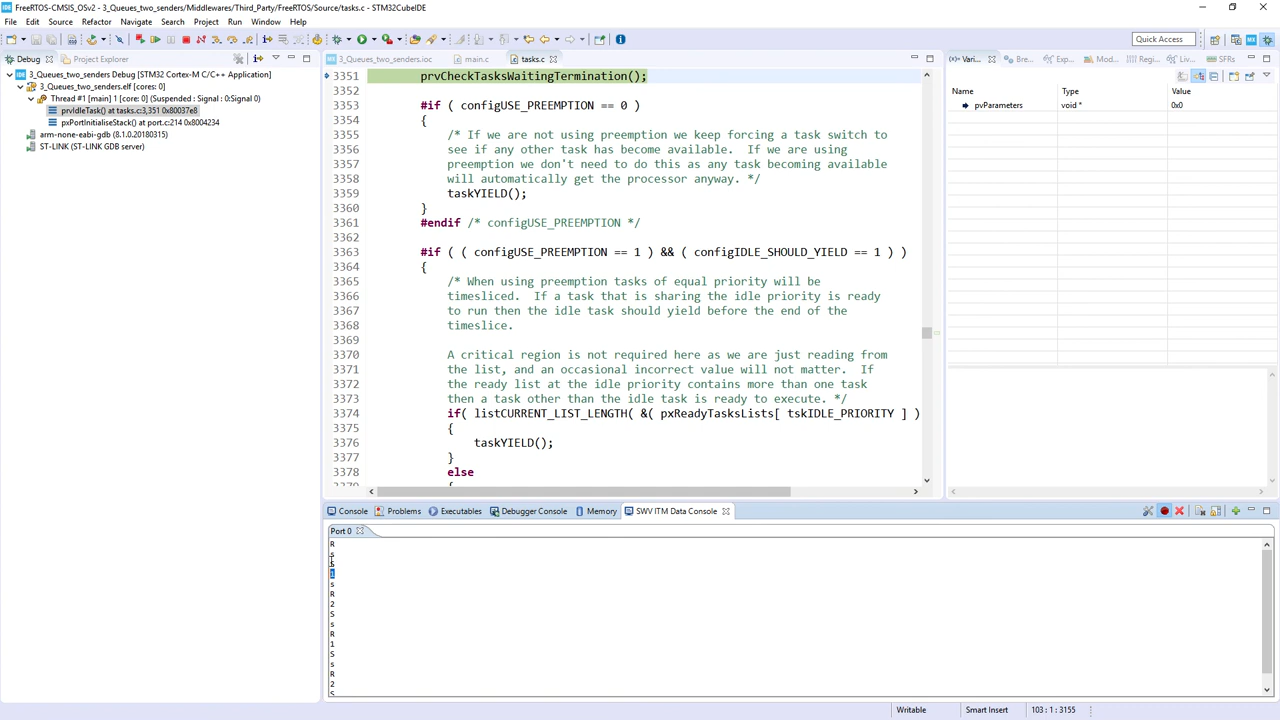 FreeRTOS-CMSIS_OSv2 - 3_Queues_two_senders/Middlewares/Third_Party/FreeRTOS/Source/tasks.c - STM32CubeIDE
File Edit Source Refactor Navigate Search Project Run Window Help
Quick Access
Debug Project Explorer
3_Queues_two_senders Debug [STM32 Cortex-M C/C++ Application]
3_Queues_two_senders.elf [cores: 0]
Thread #1 [main] 1 [core: 0] (Suspended : Signal : 0:Signal 0)
prvIdleTask() at tasks.c:3,351 0x80037e8
pxPortInitialiseStack() at port.c:214 0x8004234
arm-none-eabi-gdb (8.1.0.20180315)
ST-LINK (ST-LINK GDB server)
3_Queues_two_senders.ioc main.c tasks.c
3351 prvCheckTasksWaitingTermination();
3352
3353 #if ( configUSE_PREEMPTION == 0 )
3354 {
3355 /* If we are not using preemption we keep forcing a task switch to
3356 see if any other task has become available.  If we are using
3357 preemption we don't need to do this as any task becoming available
3358 will automatically get the processor anyway. */
3359 taskYIELD();
3360 }
3361 #endif /* configUSE_PREEMPTION */
3362
3363 #if ( ( configUSE_PREEMPTION == 1 ) && ( configIDLE_SHOULD_YIELD == 1 ) )
3364 {
3365 /* When using preemption tasks of equal priority will be
3366 timesliced.  If a task that is sharing the idle priority is ready
3367 to run then the idle task should yield before the end of the
3368 timeslice.
3369
3370 A critical region is not required here as we are just reading from
3371 the list, and an occasional incorrect value will not matter.  If
3372 the ready list at the idle priority contains more than one task
3373 then a task other than the idle task is ready to execute. */
3374 if( listCURRENT_LIST_LENGTH( &( pxReadyTasksLists[ tskIDLE_PRIORITY ] )
3375 {
3376 taskYIELD();
3377 }
3378 else
{
Vari... Bre... Exp... Mod... Regi... Liv... SFRs
Name Type Value
pvParameters void * 0x0
Console Problems Executables Debugger Console Memory SWV ITM Data Console
Port 0
R
s
S
1
s
R
2
S
s
R
1
S
s
R
2
S
Writable Smart Insert 103 : 1 : 3155